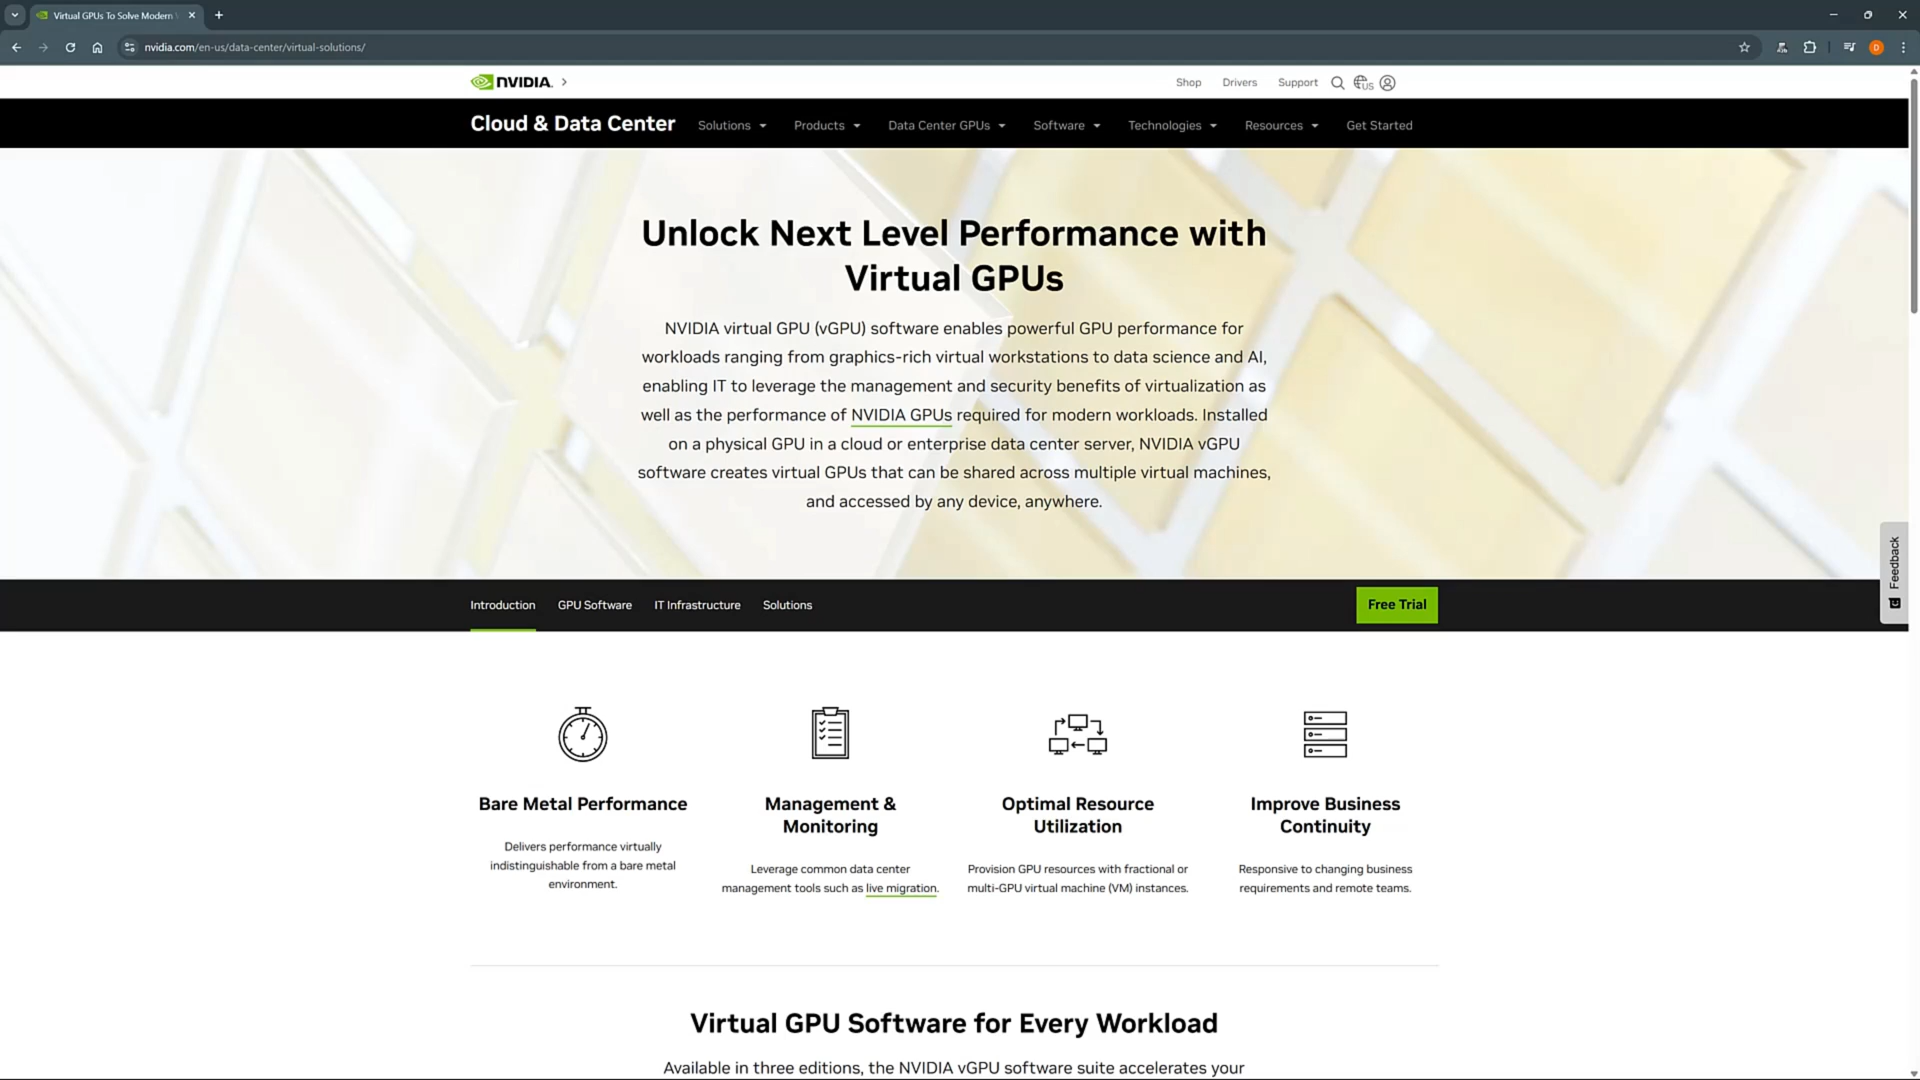 Virtual GPUs To Solve Modern
nvidia.com/en-us/data-center/virtual-solutions/
D
NVIDIA.
Shop
Drivers
Support
US
Cloud & Data Center
Solutions
Products
Data Center GPUs
Software
Technologies
Resources
Get Started
Unlock Next Level Performance with
Virtual GPUs
NVIDIA virtual GPU (vGPU) software enables powerful GPU performance for
workloads ranging from graphics-rich virtual workstations to data science and AI,
enabling IT to leverage the management and security benefits of virtualization as
well as the performance of NVIDIA GPUs required for modern workloads. Installed
on a physical GPU in a cloud or enterprise data center server, NVIDIA vGPU
software creates virtual GPUs that can be shared across multiple virtual machines,
and accessed by any device, anywhere.
Feedback
Introduction
GPU Software
IT Infrastructure
Solutions
Free Trial
Bare Metal Performance
Delivers performance virtually
indistinguishable from a bare metal
environment.
Management &
Monitoring
Leverage common data center
management tools such as live migration.
Optimal Resource
Utilization
Provision GPU resources with fractional or
multi-GPU virtual machine (VM) instances.
Improve Business
Continuity
Responsive to changing business
requirements and remote teams.
Virtual GPU Software for Every Workload
Available in three editions, the NVIDIA vGPU software suite accelerates your